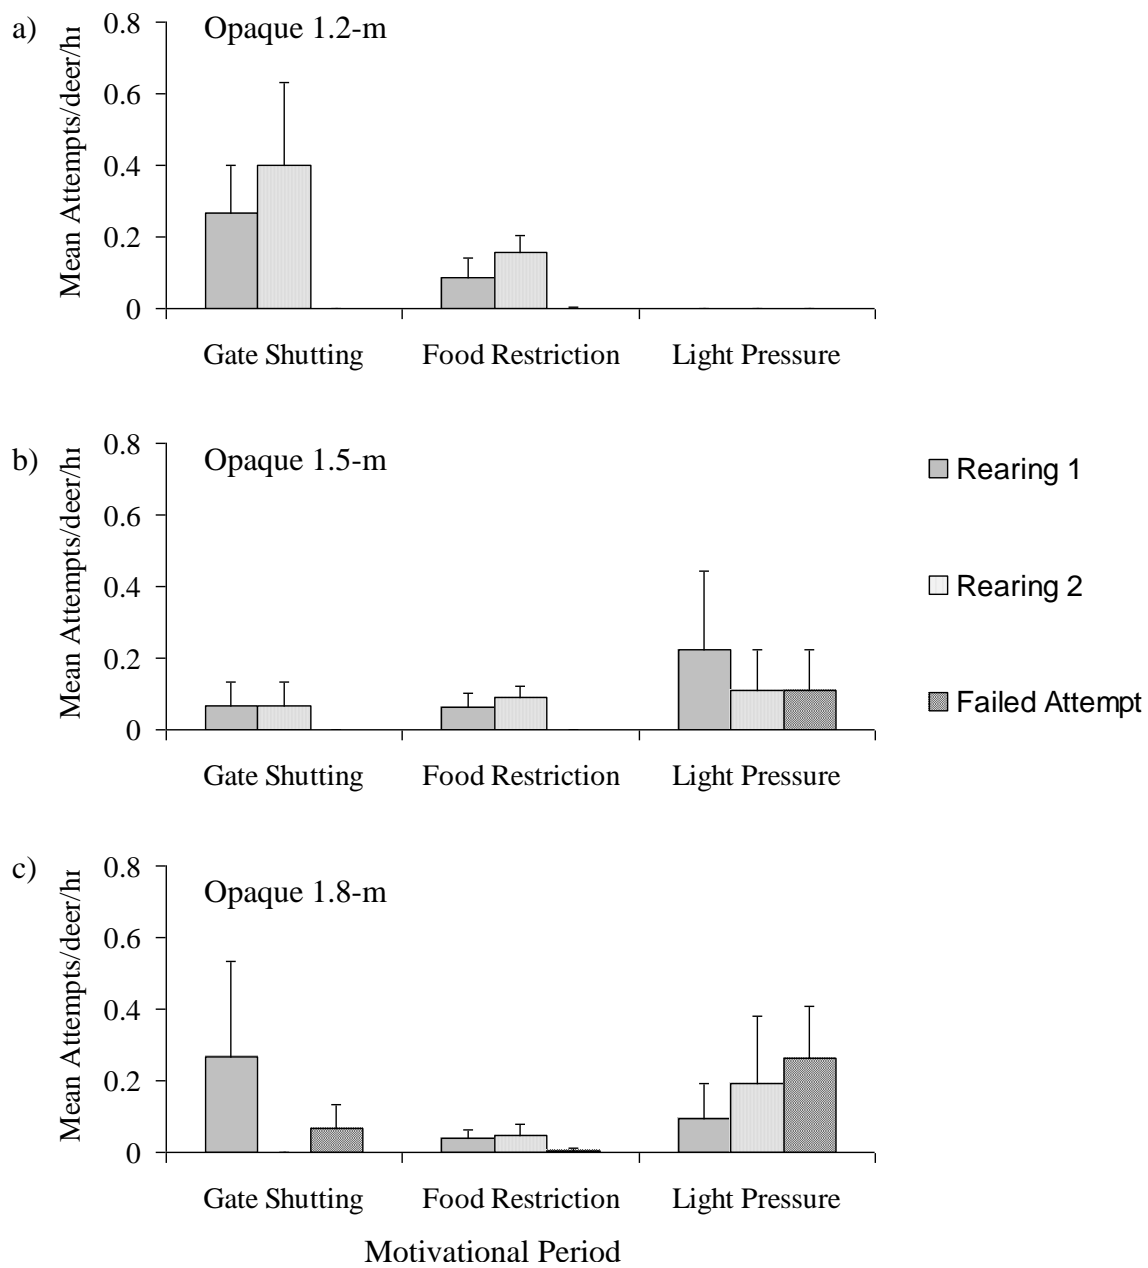 a)
Opaque 1.2-m
Mean Attempts/deer/hr
0.8
0.6
0.4
0.2
0
Gate Shutting Food Restriction Light Pressure
b)
Opaque 1.5-m
Mean Attempts/deer/hr
0.8
0.6
0.4
0.2
0
Gate Shutting Food Restriction Light Pressure
Rearing 1
Rearing 2
Failed Attempt
c)
Opaque 1.8-m
Mean Attempts/deer/hr
0.8
0.6
0.4
0.2
0
Gate Shutting Food Restriction Light Pressure
Motivational Period